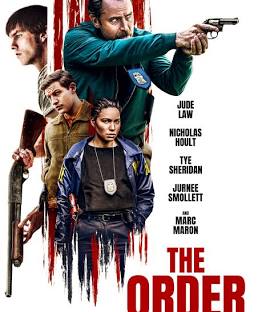 JUDE
LAW
NICHOLAS
HOULT
TYE
SHERIDAN
JURNEE
SMOLLETT
AND
MARC
MARON
THE
ORDER